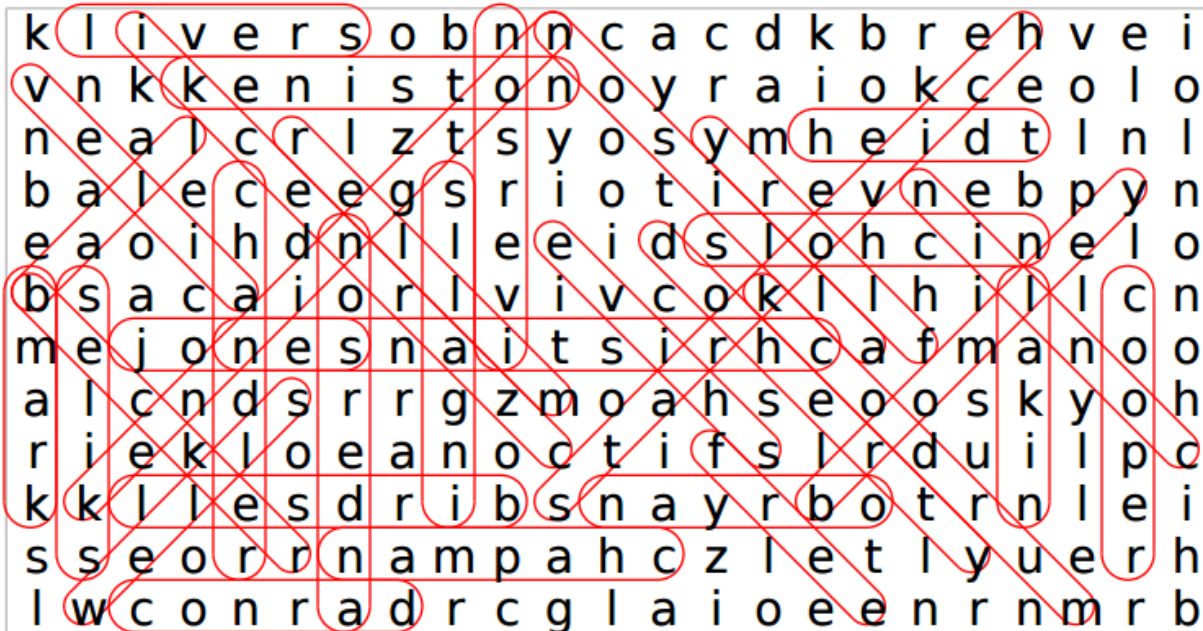 k l i v e r s o b n n c a c d k b r e h v e i
v n k k e n i s t o n o y r a i o k c e o l o
n e a l c r l z t s y o s y m h e i d t l n l
b a l e c e e g s r i o t i r e v n e b p y n
e a o i h d n l l e e i d s l o h c i n e l o
b s a c a i o r l v i v c o k l l h i l l c n
m e j o n e s n a i t s i r h c a f m a n o o
a l c n d s r r g z m o a h s e o o s k y o h
r i e k l o e a n o c t i f s l r d u i l p c
k k l l e s d r i b s n a y r b o t r n l e i
s s e o r r n a m p a h c z l e t l y u e r h
l w c o n r a d r c g l a i o e e n r n m r b